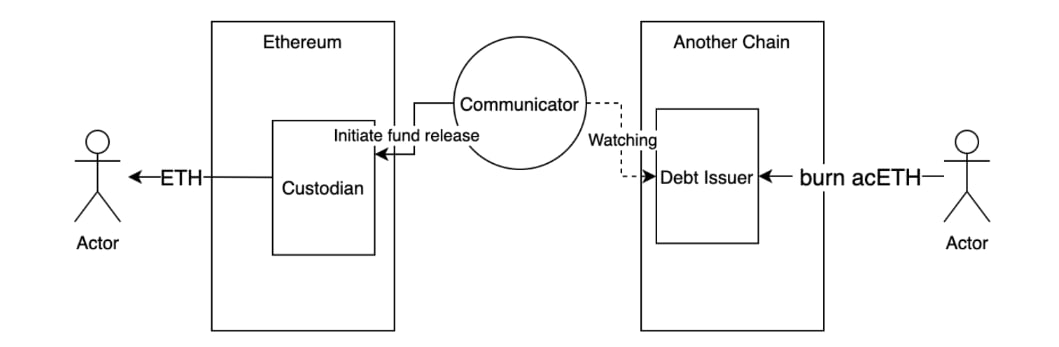 Ethereum
Another Chain
Communicator
Initiate fund release
Watching
ETH
Custodian
Debt Issuer
burn acETH
Actor
Actor